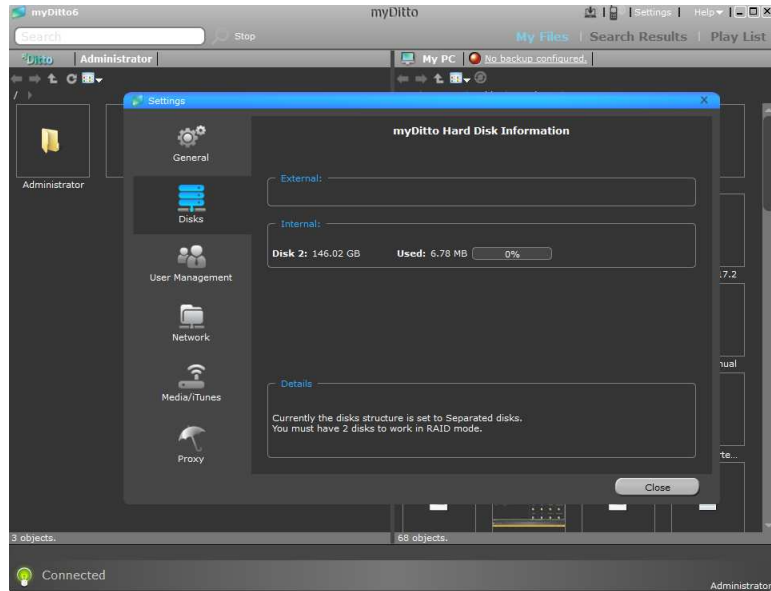 myDitto6
myDitto
Settings
Help
Search
Stop
My Files
Search Results
Play List
Ditto
Administrator
My PC
No backup configured.
/
Settings
X
General
Disks
User Management
Network
Media/iTunes
Proxy
myDitto Hard Disk Information
External:
Internal:
Disk 2: 146.02 GB Used: 6.78 MB 0%
Details
Currently the disks structure is set to Separated disks.
You must have 2 disks to work in RAID mode.
Close
Administrator
17.2
3 objects.
68 objects.
Connected
Administrator